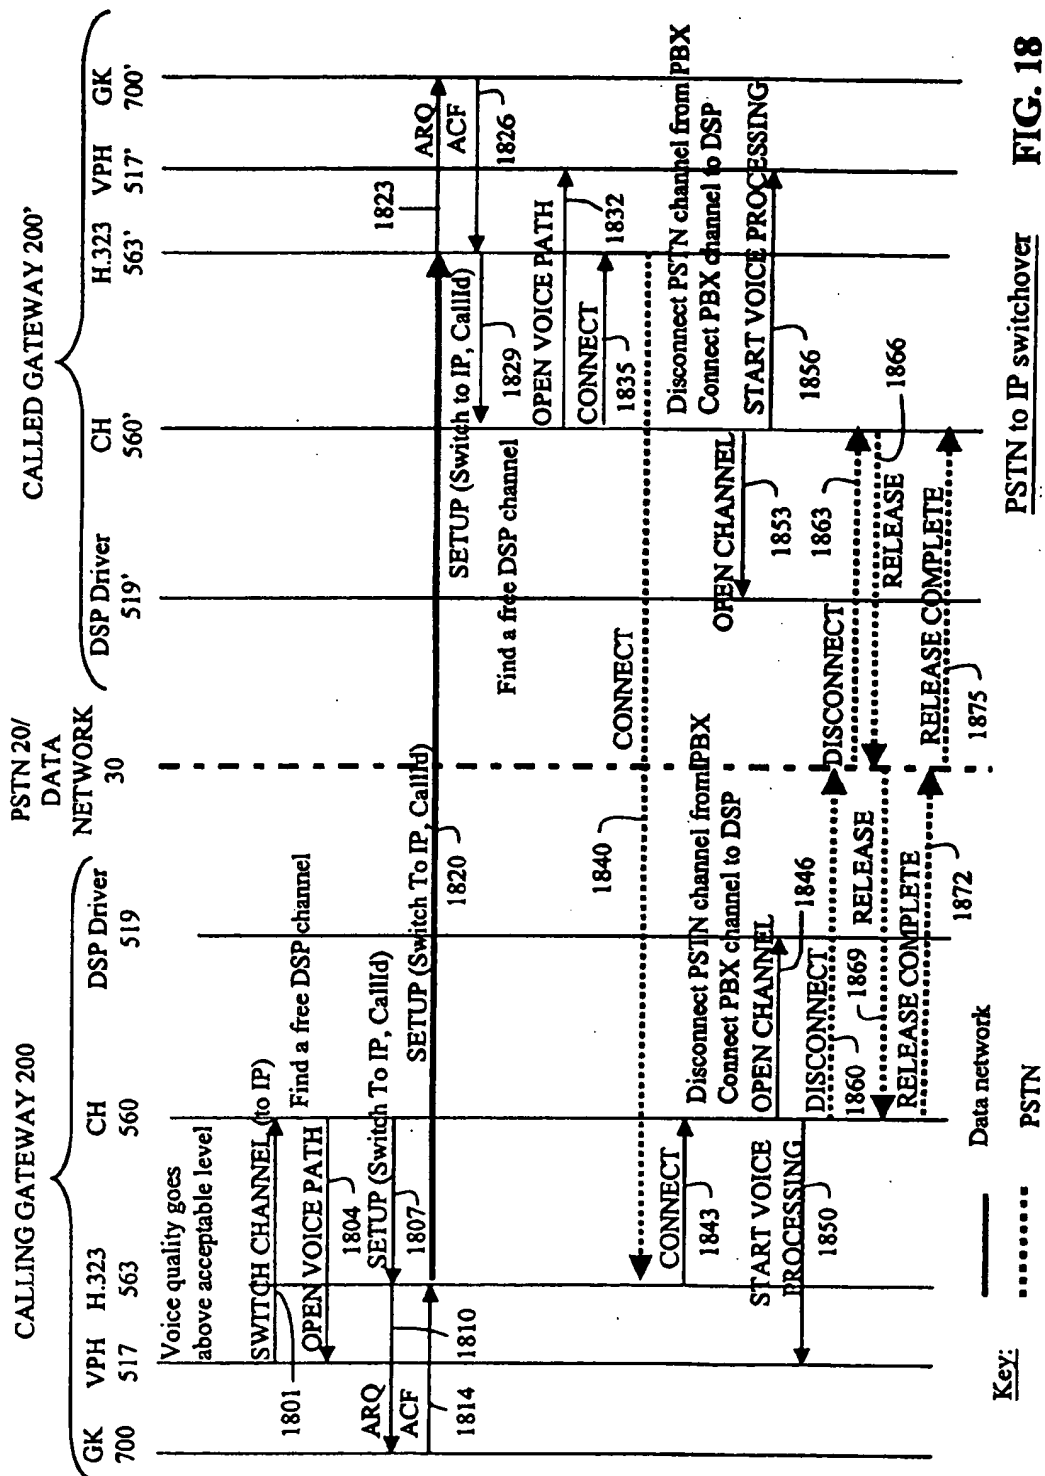 CALLING GATEWAY 200
PSTN 20/
DATA
NETWORK
CALLED GATEWAY 200'
GK
VPH
H.323
CH
DSP Driver
DSP Driver
CH
H.323
VPH
GK
700
517
563
560
519
30
519'
560'
563'
517'
700'
Voice quality goes
above acceptable level
SWITCH CHANNEL (to IP)
1801
Find a free DSP channel
OPEN VOICE PATH
1804
SETUP (Switch To IP, CallId)
1807
ARQ
1810
ACF
1814
SETUP (Switch To IP, CallId)
1820
SETUP (Switch to IP, CallId)
1823
ARQ
ACF
1826
1829
Find a free DSP channel
OPEN VOICE PATH
1832
CONNECT
1835
CONNECT
1840
CONNECT
1843
Disconnect PSTN channel from PBX
Connect PBX channel to DSP
OPEN CHANNEL
1846
START VOICE
PROCESSING
1850
Disconnect PSTN channel from PBX
Connect PBX channel to DSP
OPEN CHANNEL
1853
START VOICE PROCESSING
1856
DISCONNECT
1860
DISCONNECT
1863
RELEASE
1866
RELEASE
1869
RELEASE COMPLETE
1872
RELEASE COMPLETE
1875
Key:
Data network
PSTN
PSTN to IP switchover
FIG. 18